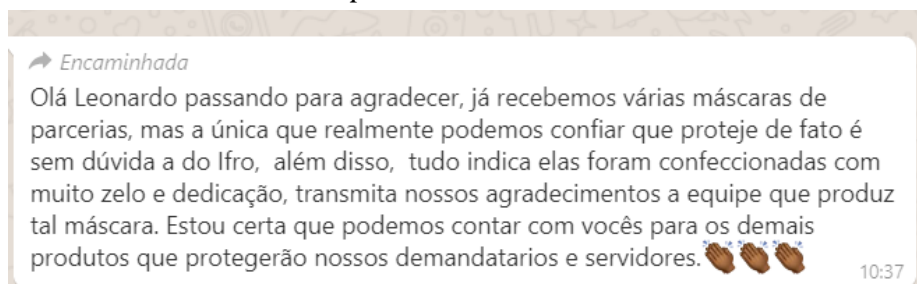 Encaminhada
Olá Leonardo passando para agradecer, já recebemos várias máscaras de
parcerias, mas a única que realmente podemos confiar que proteje de fato é
sem dúvida a do Ifro,  além disso,  tudo indica elas foram confeccionadas com
muito zelo e dedicação, transmita nossos agradecimentos a equipe que produz
tal máscara. Estou certa que podemos contar com vocês para os demais
produtos que protegerão nossos demandatarios e servidores.👏🏾👏🏾👏🏾
10:37